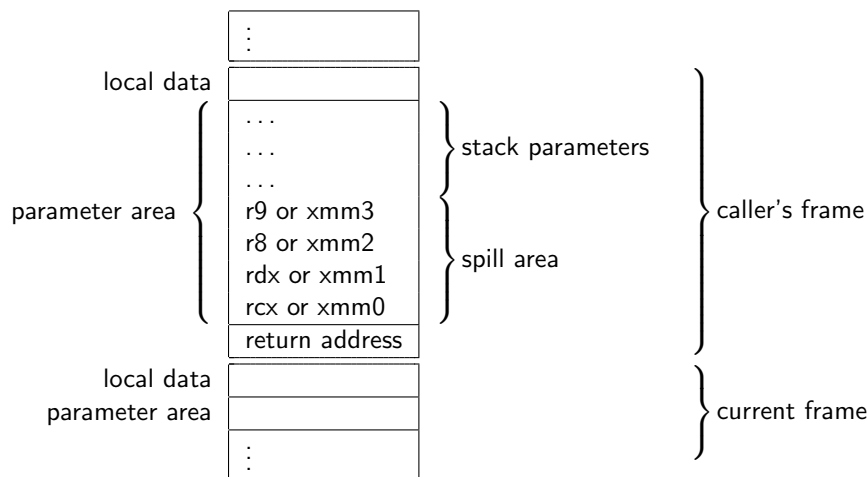 ⋮
local data
. . .
. . .
stack parameters
. . .
parameter area
r9 or xmm3
caller's frame
r8 or xmm2
spill area
rdx or xmm1
rcx or xmm0
return address
local data
parameter area
current frame
⋮